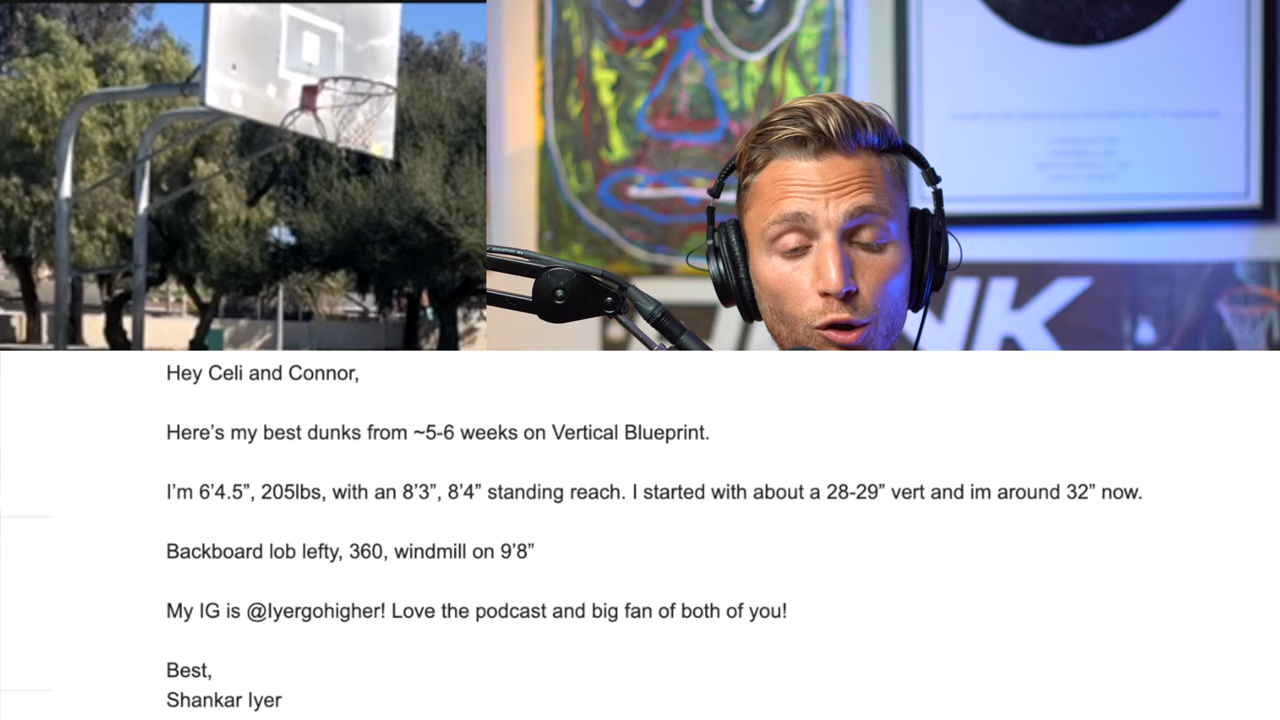 Hey Celi and Connor,
Here’s my best dunks from ~5-6 weeks on Vertical Blueprint.
I’m 6’4.5”, 205lbs, with an 8’3”, 8’4” standing reach. I started with about a 28-29” vert and im around 32” now.
Backboard lob lefty, 360, windmill on 9’8”
My IG is @Iyergohigher! Love the podcast and big fan of both of you!
Best,
Shankar Iyer